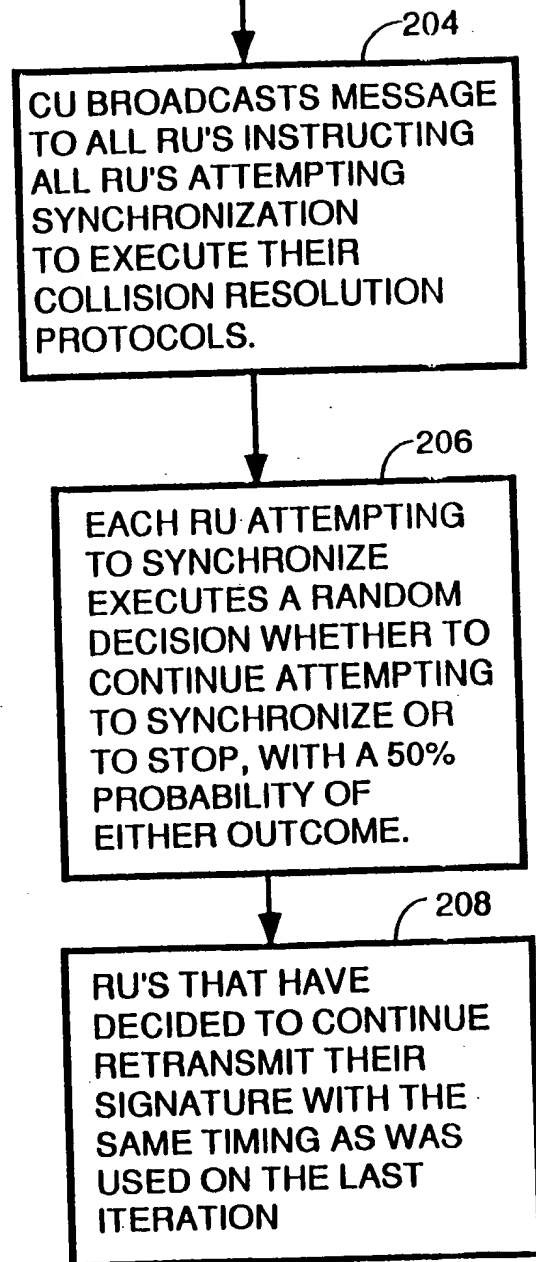 204
CU BROADCASTS MESSAGE
TO ALL RU'S INSTRUCTING
ALL RU'S ATTEMPTING
SYNCHRONIZATION
TO EXECUTE THEIR
COLLISION RESOLUTION
PROTOCOLS.
206
EACH RU ATTEMPTING
TO SYNCHRONIZE
EXECUTES A RANDOM
DECISION WHETHER TO
CONTINUE ATTEMPTING
TO SYNCHRONIZE OR
TO STOP, WITH A 50%
PROBABILITY OF
EITHER OUTCOME.
208
RU'S THAT HAVE
DECIDED TO CONTINUE
RETRANSMIT THEIR
SIGNATURE WITH THE
SAME TIMING AS WAS
USED ON THE LAST
ITERATION